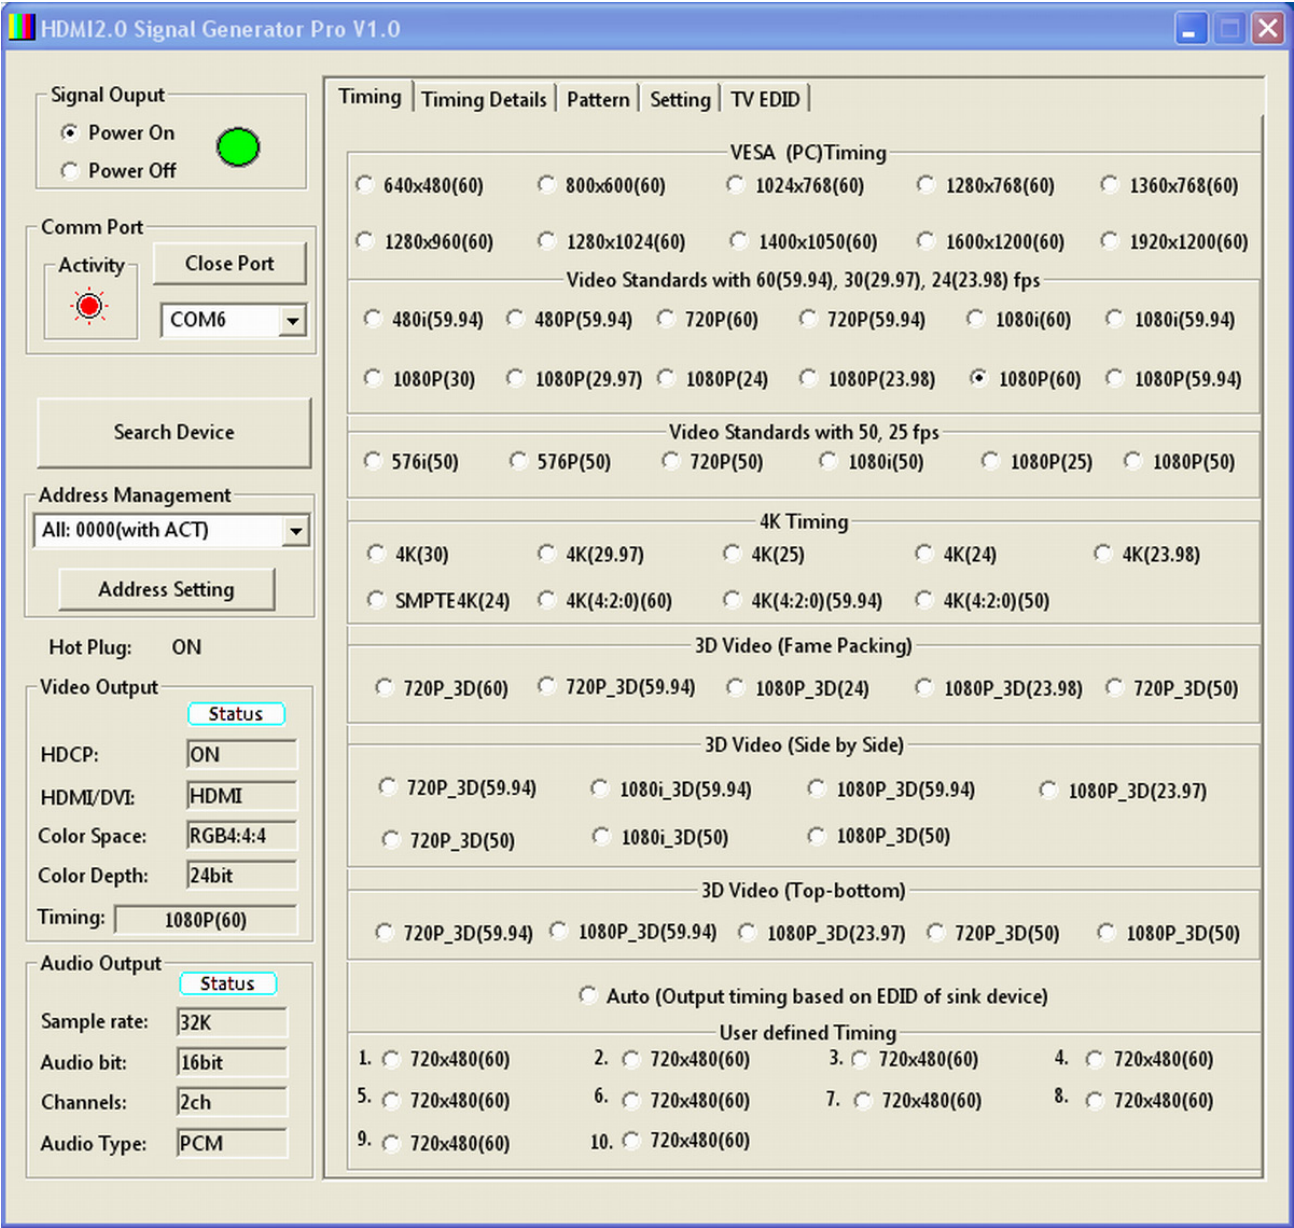 HDMI2.0 Signal Generator Pro V1.0
Signal Ouput
Power On
Power Off
Comm Port
Activity
Close Port
COM6
Search Device
Address Management
All: 0000(with ACT)
Address Setting
Hot Plug: ON
Video Output
Status
HDCP: ON
HDMI/DVI: HDMI
Color Space: RGB4:4:4
Color Depth: 24bit
Timing: 1080P(60)
Audio Output
Status
Sample rate: 32K
Audio bit: 16bit
Channels: 2ch
Audio Type: PCM
Timing Timing Details Pattern Setting TV EDID
VESA (PC)Timing
640x480(60) 800x600(60) 1024x768(60) 1280x768(60) 1360x768(60)
1280x960(60) 1280x1024(60) 1400x1050(60) 1600x1200(60) 1920x1200(60)
Video Standards with 60(59.94), 30(29.97), 24(23.98) fps
480i(59.94) 480P(59.94) 720P(60) 720P(59.94) 1080i(60) 1080i(59.94)
1080P(30) 1080P(29.97) 1080P(24) 1080P(23.98) 1080P(60) 1080P(59.94)
Video Standards with 50, 25 fps
576i(50) 576P(50) 720P(50) 1080i(50) 1080P(25) 1080P(50)
4K Timing
4K(30) 4K(29.97) 4K(25) 4K(24) 4K(23.98)
SMPTE4K(24) 4K(4:2:0)(60) 4K(4:2:0)(59.94) 4K(4:2:0)(50)
3D Video (Fame Packing)
720P_3D(60) 720P_3D(59.94) 1080P_3D(24) 1080P_3D(23.98) 720P_3D(50)
3D Video (Side by Side)
720P_3D(59.94) 1080i_3D(59.94) 1080P_3D(59.94) 1080P_3D(23.97)
720P_3D(50) 1080i_3D(50) 1080P_3D(50)
3D Video (Top-bottom)
720P_3D(59.94) 1080P_3D(59.94) 1080P_3D(23.97) 720P_3D(50) 1080P_3D(50)
Auto (Output timing based on EDID of sink device)
User defined Timing
1. 720x480(60) 2. 720x480(60) 3. 720x480(60) 4. 720x480(60)
5. 720x480(60) 6. 720x480(60) 7. 720x480(60) 8. 720x480(60)
9. 720x480(60) 10. 720x480(60)